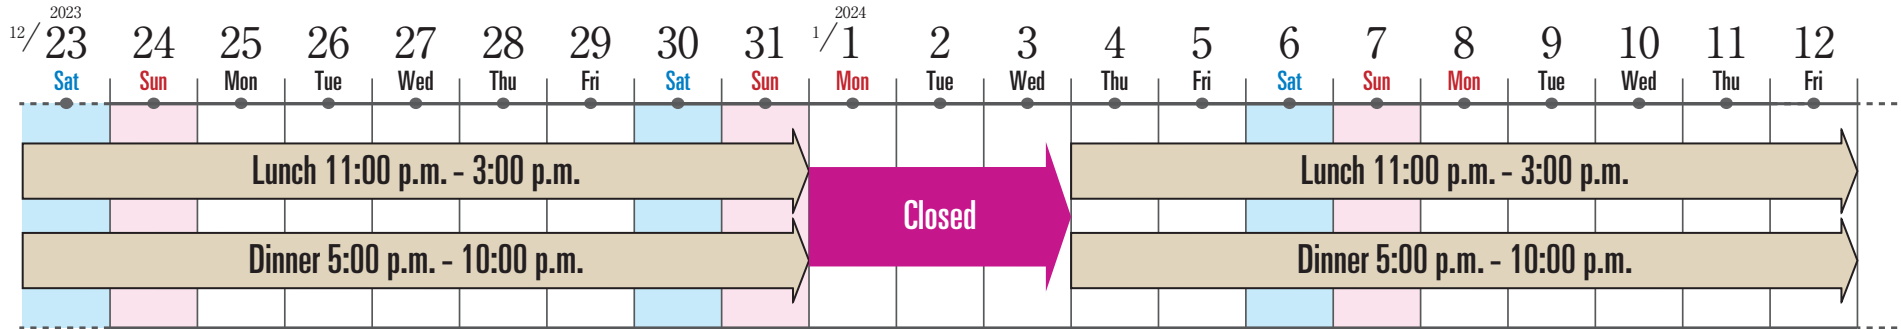 2023 2024
12/23 24 25 26 27 28 29 30 31 1/1 2 3 4 5 6 7 8 9 10 11 12
Sat Sun Mon Tue Wed Thu Fri Sat Sun Mon Tue Wed Thu Fri Sat Sun Mon Tue Wed Thu Fri
Lunch 11:00 p.m. - 3:00 p.m.
Dinner 5:00 p.m. - 10:00 p.m.
Closed
Lunch 11:00 p.m. - 3:00 p.m.
Dinner 5:00 p.m. - 10:00 p.m.